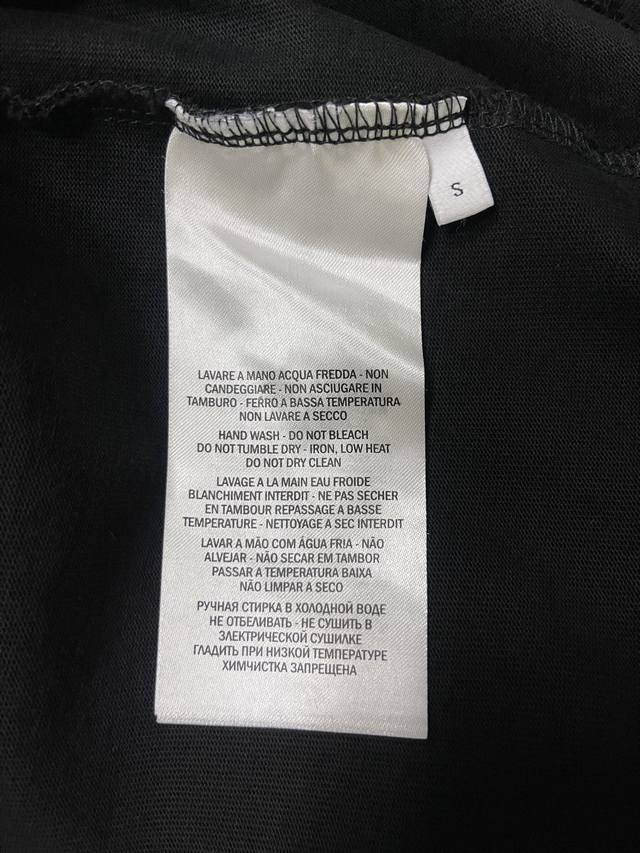 S
LAVARE A MANO ACQUA FREDDA - NON
CANDEGGIARE - NON ASCIUGARE IN
TAMBURO - FERRO A BASSA TEMPERATURA
NON LAVARE A SECCO
HAND WASH - DO NOT BLEACH
DO NOT TUMBLE DRY - IRON, LOW HEAT
DO NOT DRY CLEAN
LAVAGE A LA MAIN EAU FROIDE
BLANCHIMENT INTERDIT - NE PAS SECHER
EN TAMBOUR REPASSAGE A BASSE
TEMPERATURE - NETTOYAGE A SEC INTERDIT
LAVAR A MÃO COM ÁGUA FRIA - NÃO
ALVEJAR - NÃO SECAR EM TAMBOR
PASSAR A TEMPERATURA BAIXA
NÃO LIMPAR A SECO
РУЧНАЯ СТИРКА В ХОЛОДНОЙ ВОДЕ
НЕ ОТБЕЛИВАТЬ - НЕ СУШИТЬ В
ЗЛЕКТРИЧЕСКОЙ СУШИЛКЕ
ГЛАДИТЬ ПРИ НИЗКОЙ ТЕМПЕРАТУРЕ
ХИМЧИСТКА ЗАПРЕЩЕНА